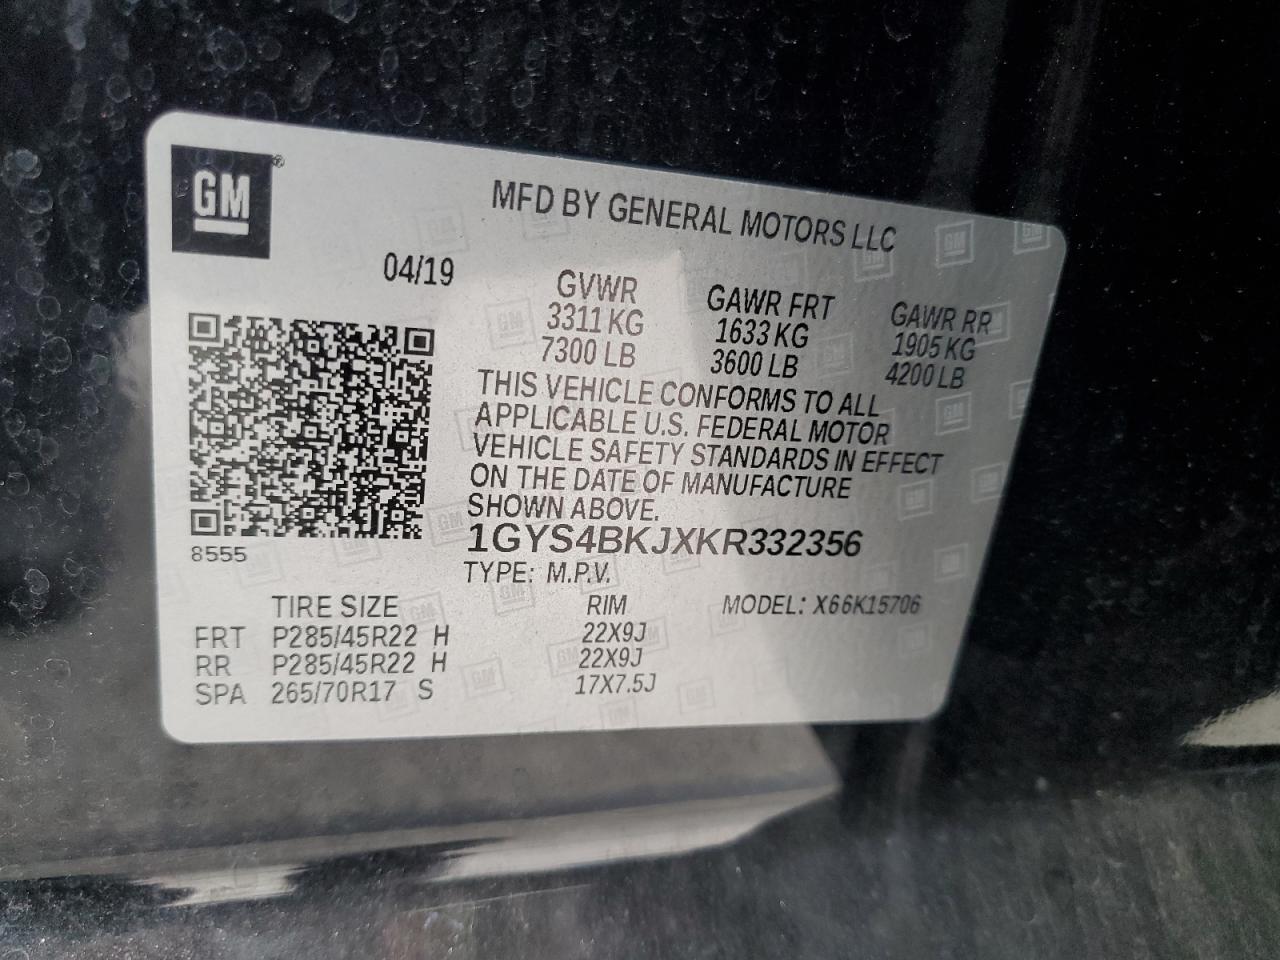 GM®
MFD BY GENERAL MOTORS LLC
04/19
GVWR
3311 KG
7300 LB
GAWR FRT
1633 KG
3600 LB
GAWR RR
1905 KG
4200 LB
THIS VEHICLE CONFORMS TO ALL
APPLICABLE U.S. FEDERAL MOTOR
VEHICLE SAFETY STANDARDS IN EFFECT
ON THE DATE OF MANUFACTURE
SHOWN ABOVE.
8555
1GYS4BKJXKR332356
TYPE: M.P.V.
TIRE SIZE RIM MODEL: X66K15706
FRT P285/45R22 H 22X9J
RR P285/45R22 H 22X9J
SPA 265/70R17 S 17X7.5J